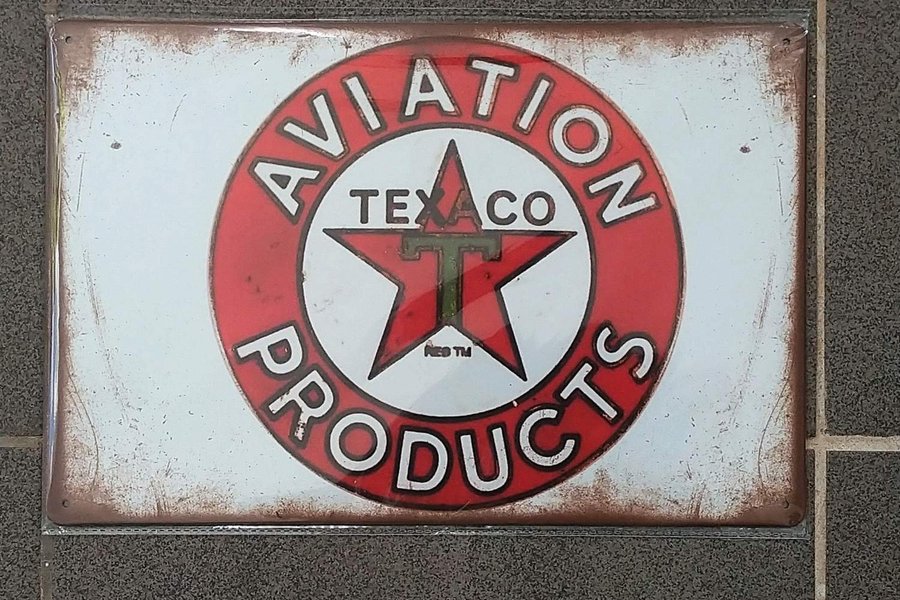 AVIATION
TEXACO
T
REG TM
PRODUCTS